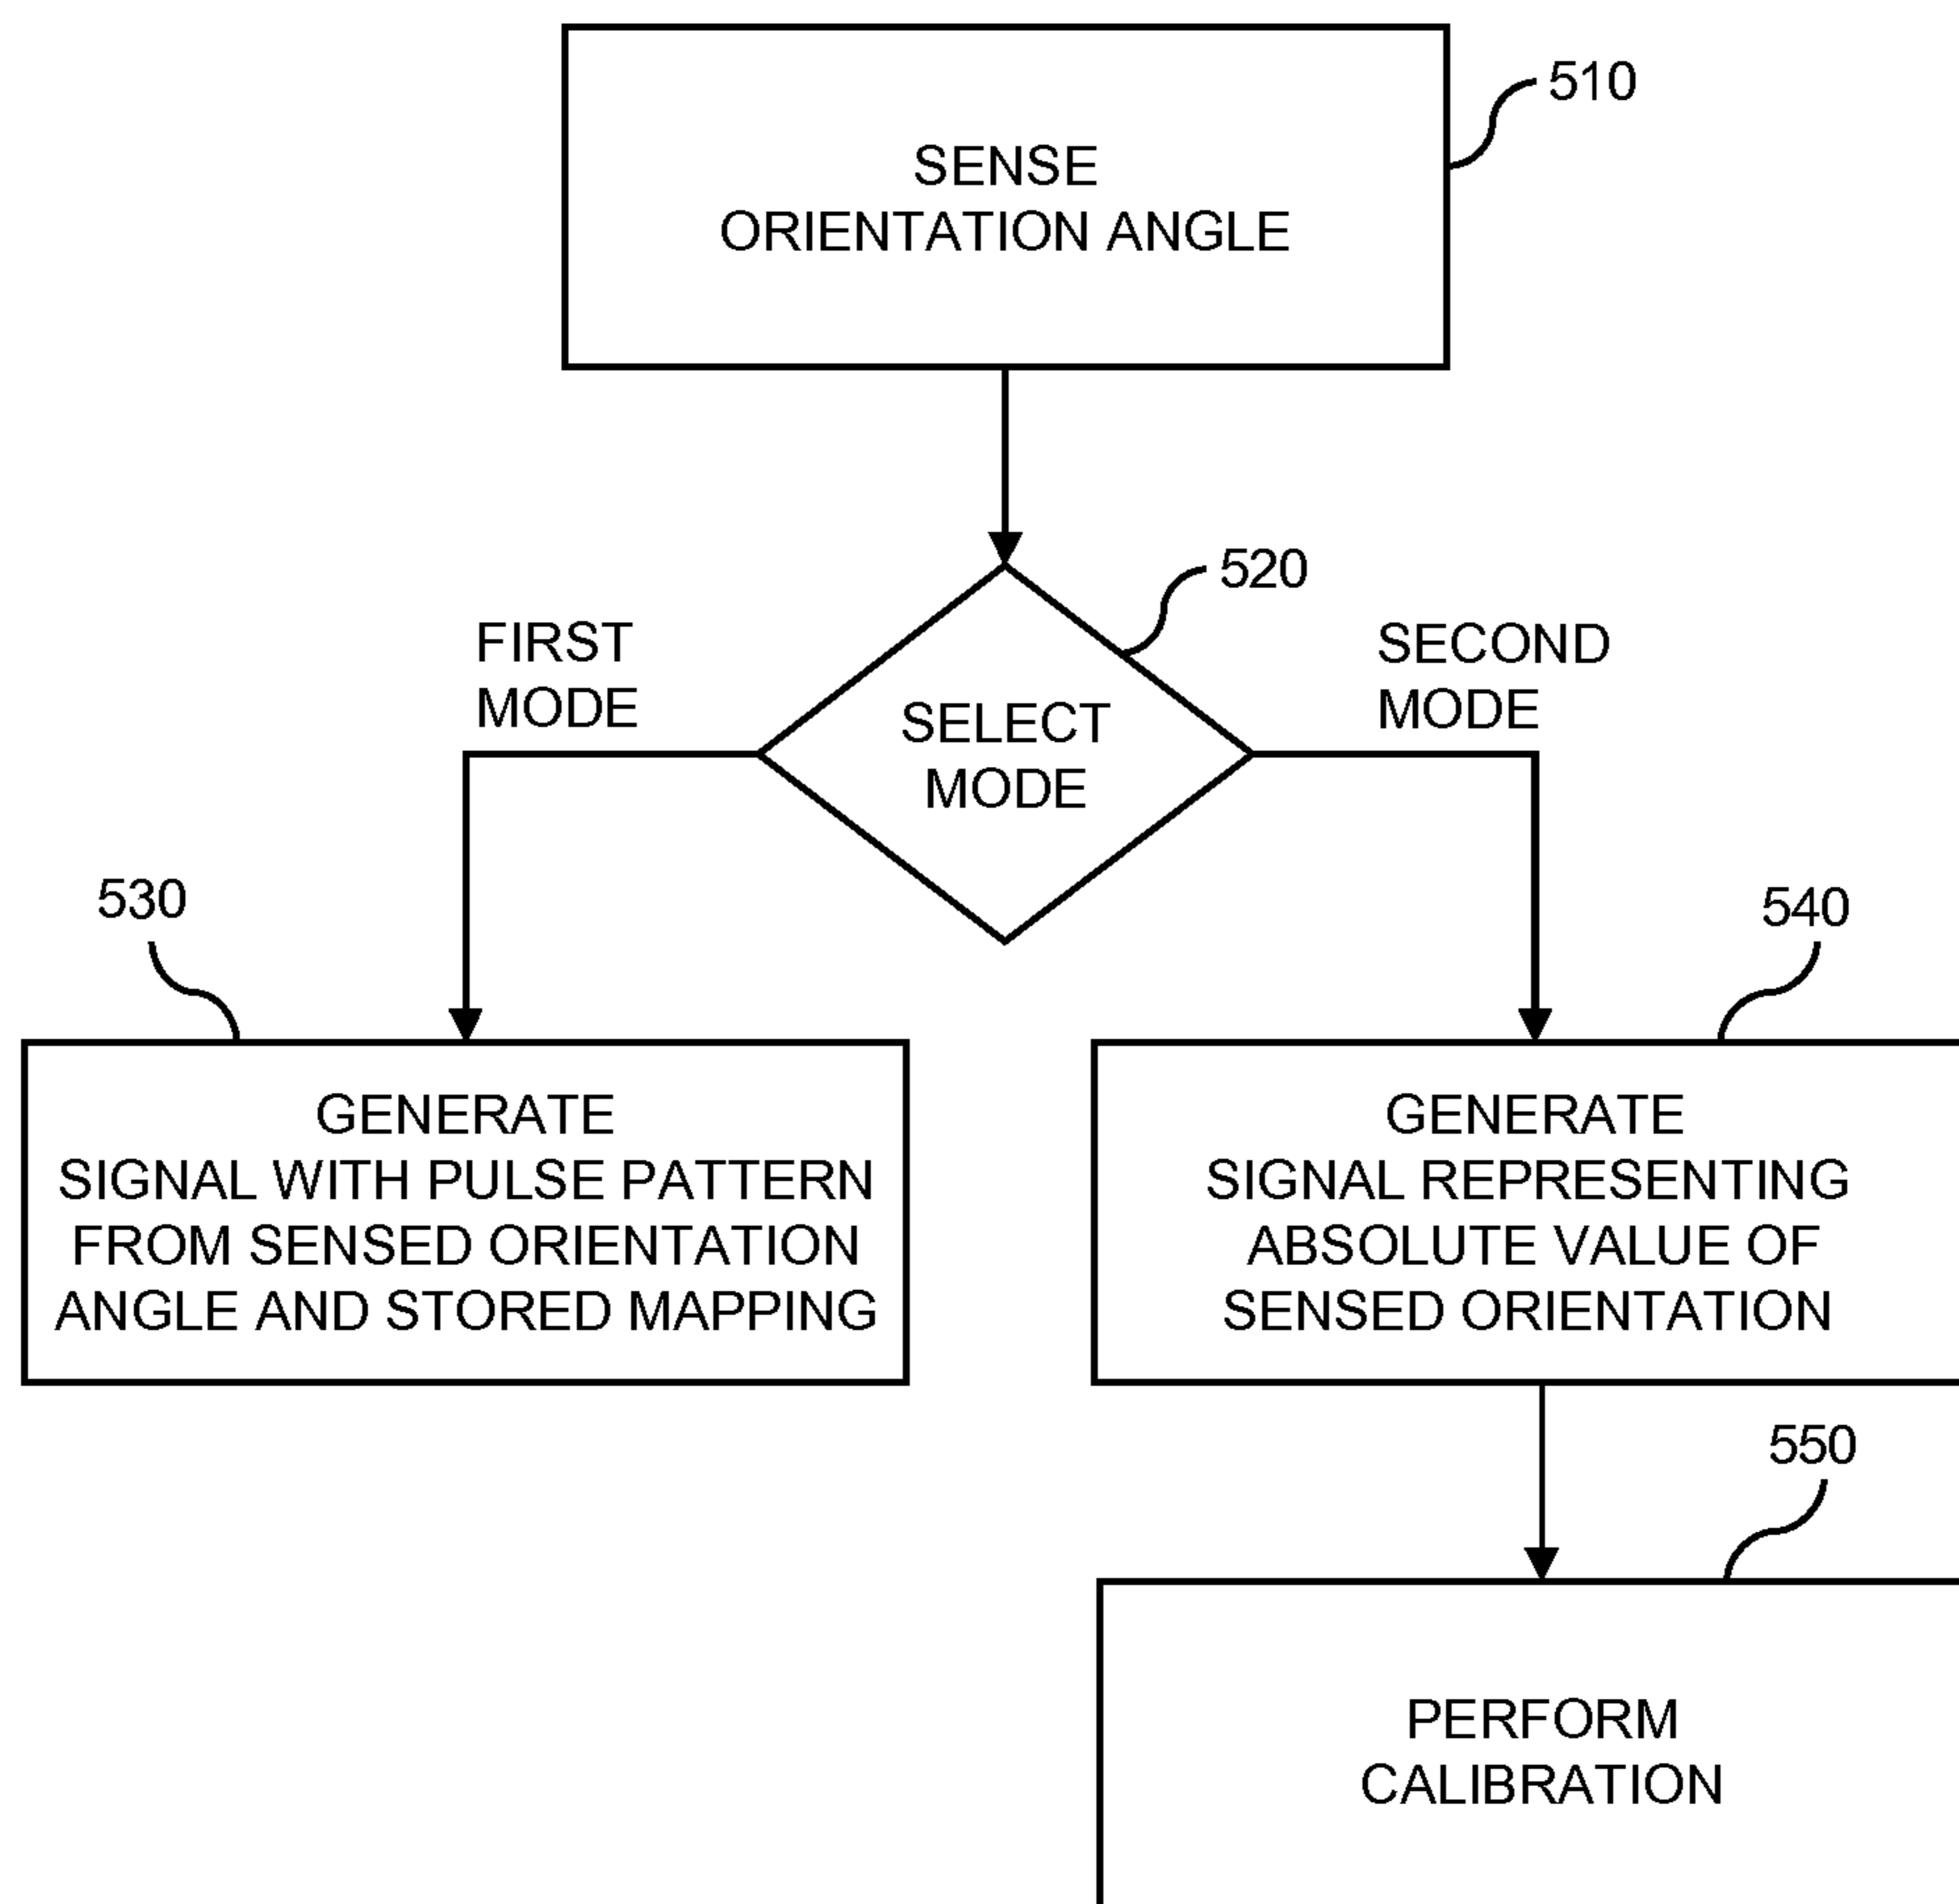 510
SENSE
ORIENTATION ANGLE
520
FIRST
MODE
SECOND
MODE
SELECT
MODE
530
540
GENERATE
SIGNAL WITH PULSE PATTERN
FROM SENSED ORIENTATION
ANGLE AND STORED MAPPING
GENERATE
SIGNAL REPRESENTING
ABSOLUTE VALUE OF
SENSED ORIENTATION
550
PERFORM
CALIBRATION